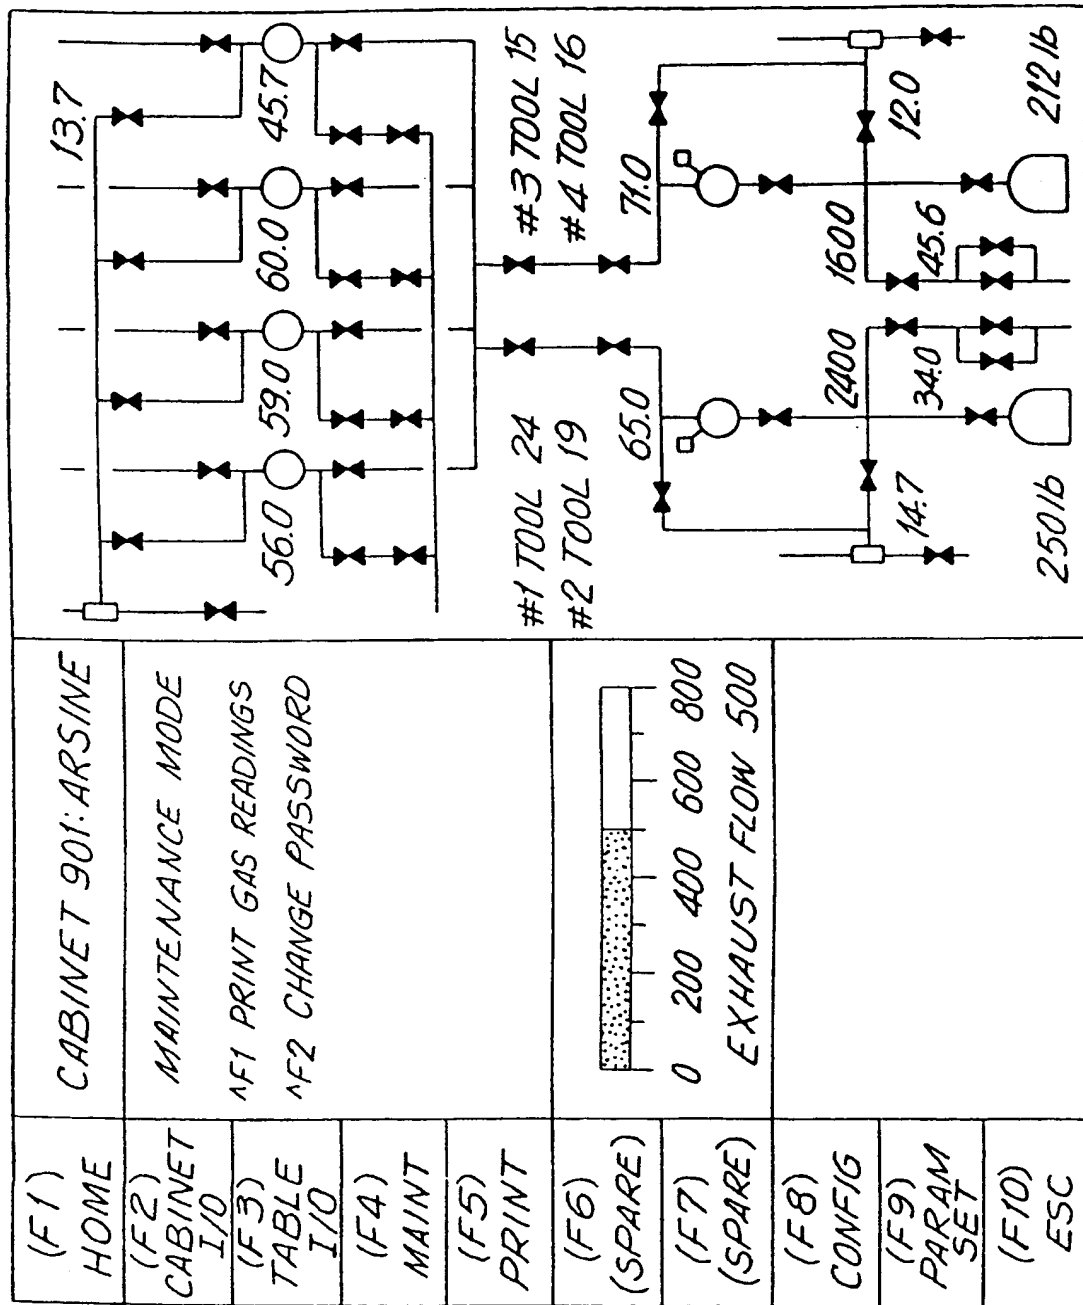 (F1)
HOME
(F2)
CABINET
I/O
(F3)
TABLE
I/O
(F4)
MAINT
(F5)
PRINT
(F6)
(SPARE)
(F7)
(SPARE)
(F8)
CONFIG
(F9)
PARAM
SET
(F10)
ESC
CABINET 901: ARSINE
MAINTENANCE MODE
^F1 PRINT GAS READINGS
^F2 CHANGE PASSWORD
0 200 400 600 800
EXHAUST FLOW 500
13.7
56.0 59.0 60.0 45.7
#1 TOOL 24 #3 TOOL 15
#2 TOOL 19 #4 TOOL 16
65.0 71.0
2400 1600
14.7 34.0 45.6 12.0
250 lb 212 lb